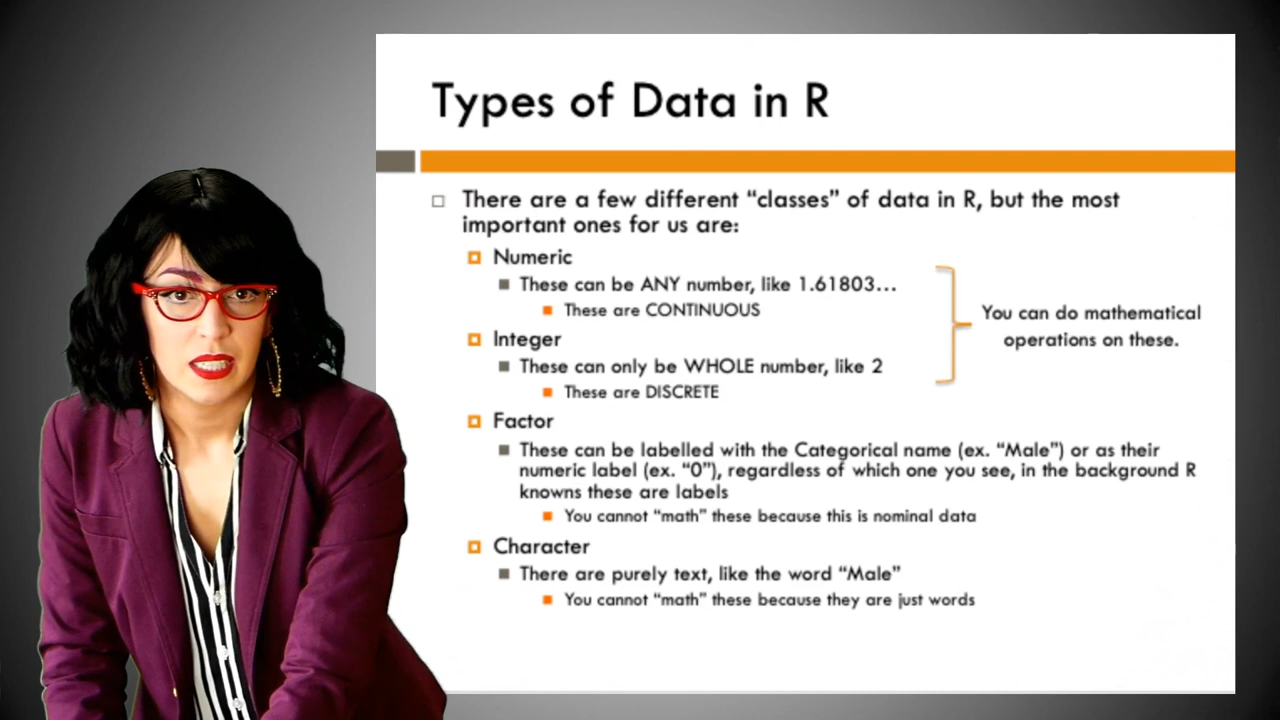 Types of Data in R
There are a few different “classes” of data in R, but the most
important ones for us are:
Numeric
These can be ANY number, like 1.61803…
These are CONTINUOUS
Integer
These can only be WHOLE number, like 2
These are DISCRETE
You can do mathematical
operations on these.
Factor
These can be labelled with the Categorical name (ex. “Male”) or as their
numeric label (ex. “0”), regardless of which one you see, in the background R
knowns these are labels
You cannot “math” these because this is nominal data
Character
There are purely text, like the word “Male”
You cannot “math” these because they are just words